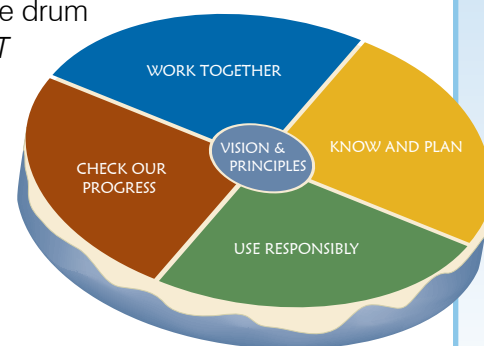 e drum
T
WORK TOGETHER
VISION &
PRINCIPLES
KNOW AND PLAN
CHECK OUR
PROGRESS
USE RESPONSIBLY